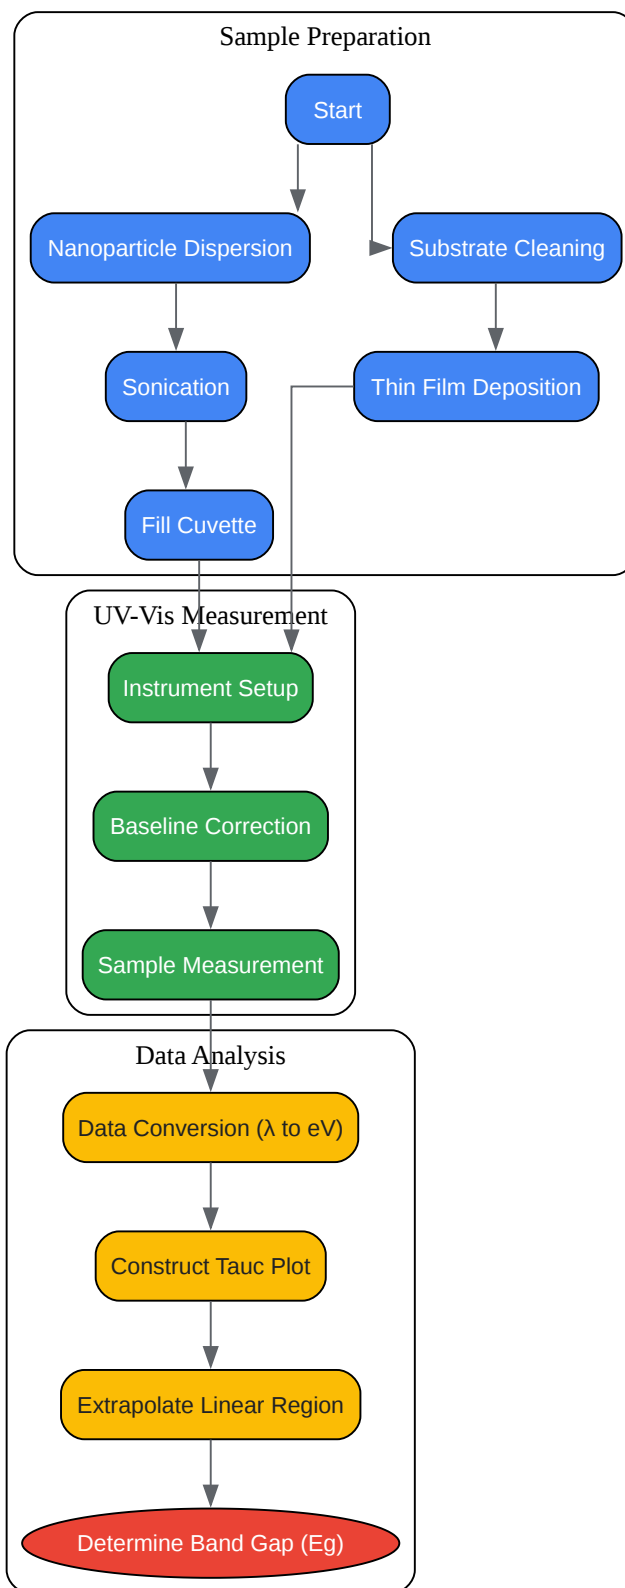 Sample Preparation
Start
Nanoparticle Dispersion
Substrate Cleaning
Sonication
Thin Film Deposition
Fill Cuvette
UV-Vis Measurement
Instrument Setup
Baseline Correction
Sample Measurement
Data Analysis
Data Conversion (λ to eV)
Construct Tauc Plot
Extrapolate Linear Region
Determine Band Gap (Eg)